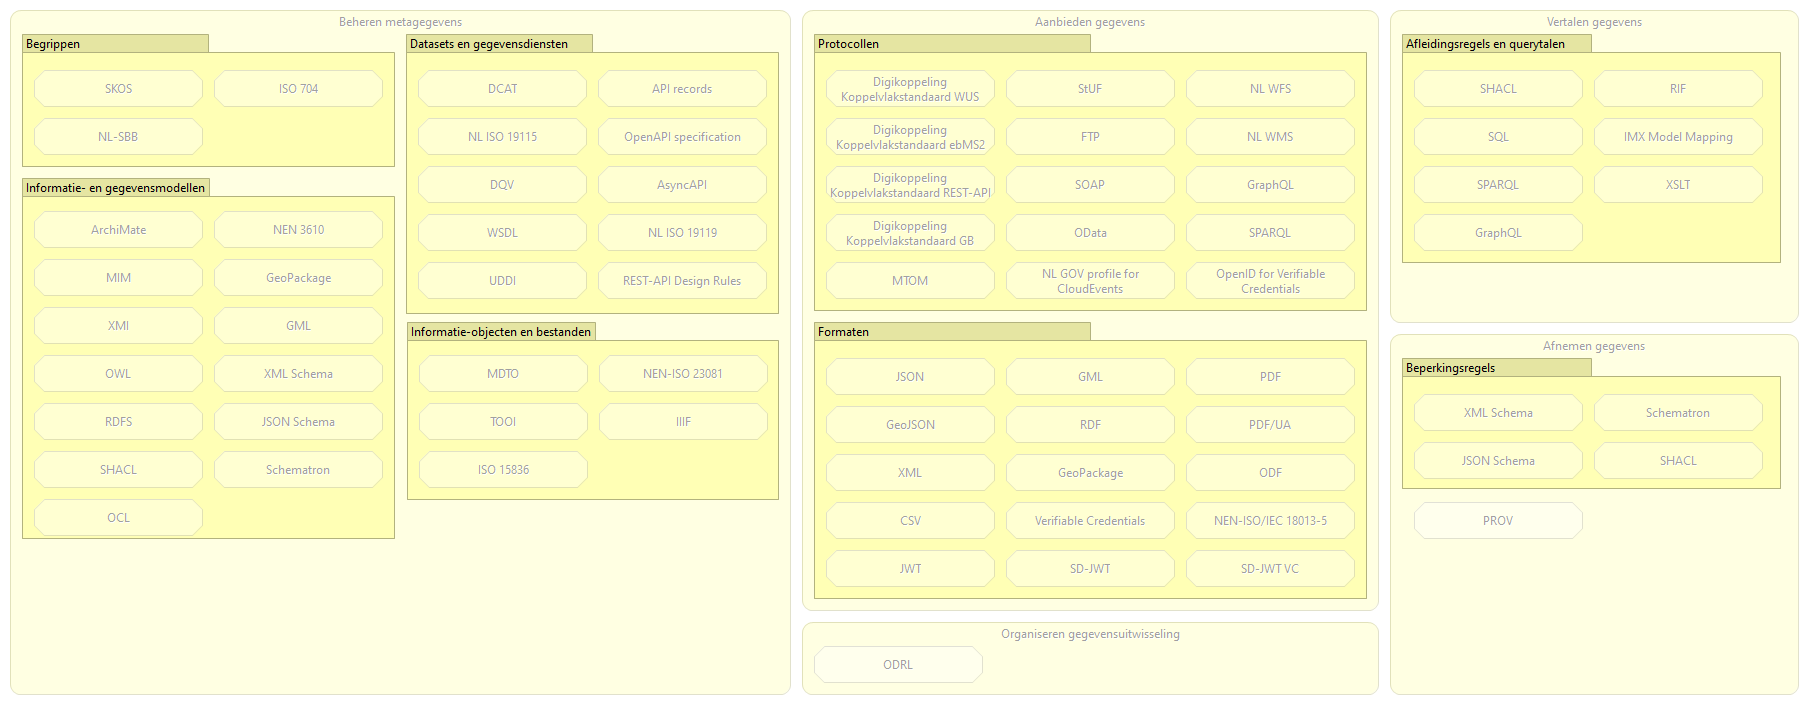 Beheren metagegevens
Begrippen
SKOS
ISO 704
NL-SBB
Informatie- en gegevensmodellen
ArchiMate
NEN 3610
MIM
GeoPackage
XMI
GML
OWL
XML Schema
RDFS
JSON Schema
SHACL
Schematron
OCL
Datasets en gegevensdiensten
DCAT
API records
NL ISO 19115
OpenAPI specification
DQV
AsyncAPI
WSDL
NL ISO 19119
UDDI
REST-API Design Rules
Informatie-objecten en bestanden
MDTO
NEN-ISO 23081
TOOI
IIIF
ISO 15836
Aanbieden gegevens
Protocollen
Digikoppeling
Koppelvlakstandaard WUS
StUF
NL WFS
Digikoppeling
Koppelvlakstandaard ebMS2
FTP
NL WMS
Digikoppeling
Koppelvlakstandaard REST-API
SOAP
GraphQL
Digikoppeling
Koppelvlakstandaard GB
OData
SPARQL
MTOM
NL GOV profile for
CloudEvents
OpenID for Verifiable
Credentials
Formaten
JSON
GML
PDF
GeoJSON
RDF
PDF/UA
XML
GeoPackage
ODF
CSV
Verifiable Credentials
NEN-ISO/IEC 18013-5
JWT
SD-JWT
SD-JWT VC
Organiseren gegevensuitwisseling
ODRL
Vertalen gegevens
Afleidingsregels en querytalen
SHACL
RIF
SQL
IMX Model Mapping
SPARQL
XSLT
GraphQL
Afnemen gegevens
Beperkingsregels
XML Schema
Schematron
JSON Schema
SHACL
PROV